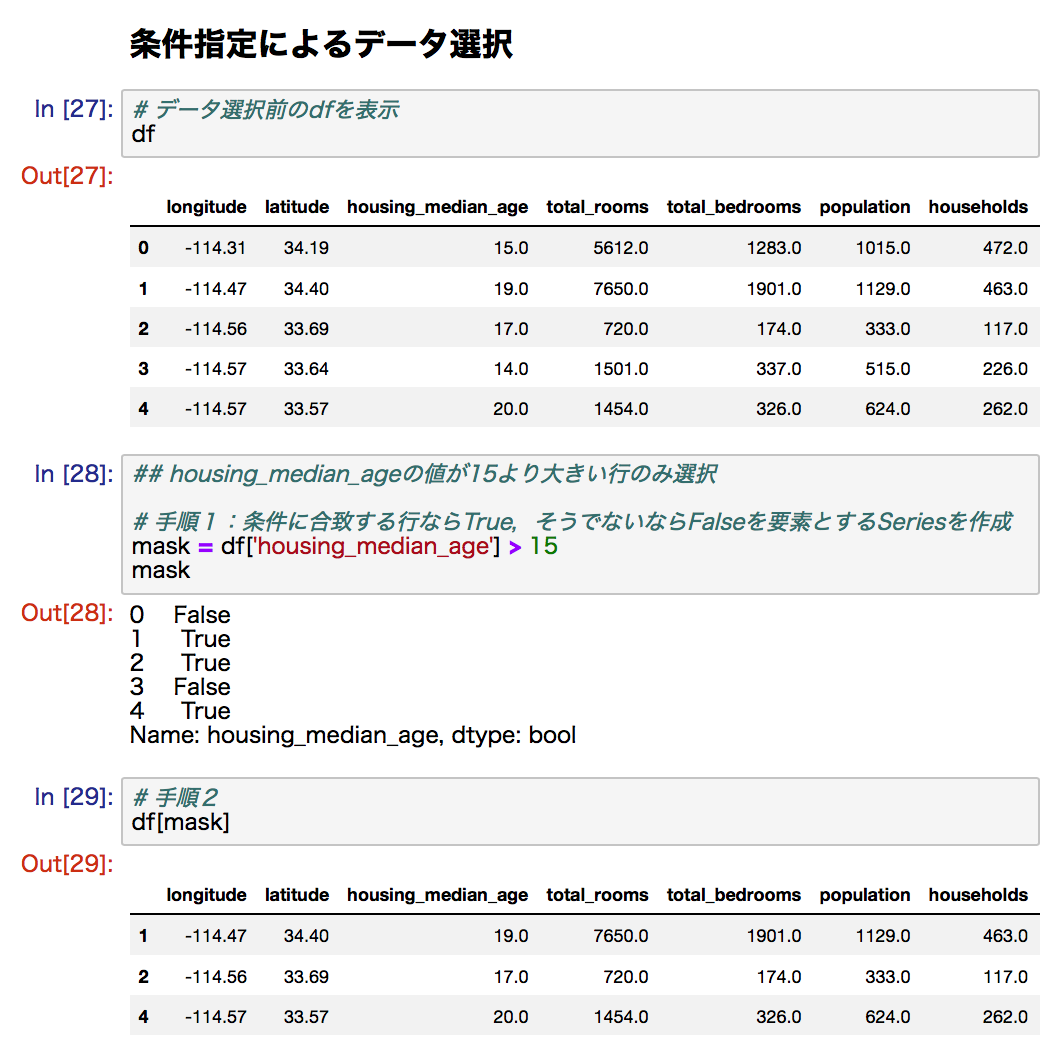 条件指定によるデータ選択
In [27]: # データ選択前のdfを表示
df
Out[27]:
longitude latitude housing_median_age total_rooms total_bedrooms population households
0 -114.31 34.19 15.0 5612.0 1283.0 1015.0 472.0
1 -114.47 34.40 19.0 7650.0 1901.0 1129.0 463.0
2 -114.56 33.69 17.0 720.0 174.0 333.0 117.0
3 -114.57 33.64 14.0 1501.0 337.0 515.0 226.0
4 -114.57 33.57 20.0 1454.0 326.0 624.0 262.0
In [28]: ## housing_median_ageの値が15より大きい行のみ選択
# 手順１：条件に合致する行ならTrue，そうでないならFalseを要素とするSeriesを作成
mask = df['housing_median_age'] > 15
mask
Out[28]: 0 False
1 True
2 True
3 False
4 True
Name: housing_median_age, dtype: bool
In [29]: # 手順２
df[mask]
Out[29]:
longitude latitude housing_median_age total_rooms total_bedrooms population households
1 -114.47 34.40 19.0 7650.0 1901.0 1129.0 463.0
2 -114.56 33.69 17.0 720.0 174.0 333.0 117.0
4 -114.57 33.57 20.0 1454.0 326.0 624.0 262.0